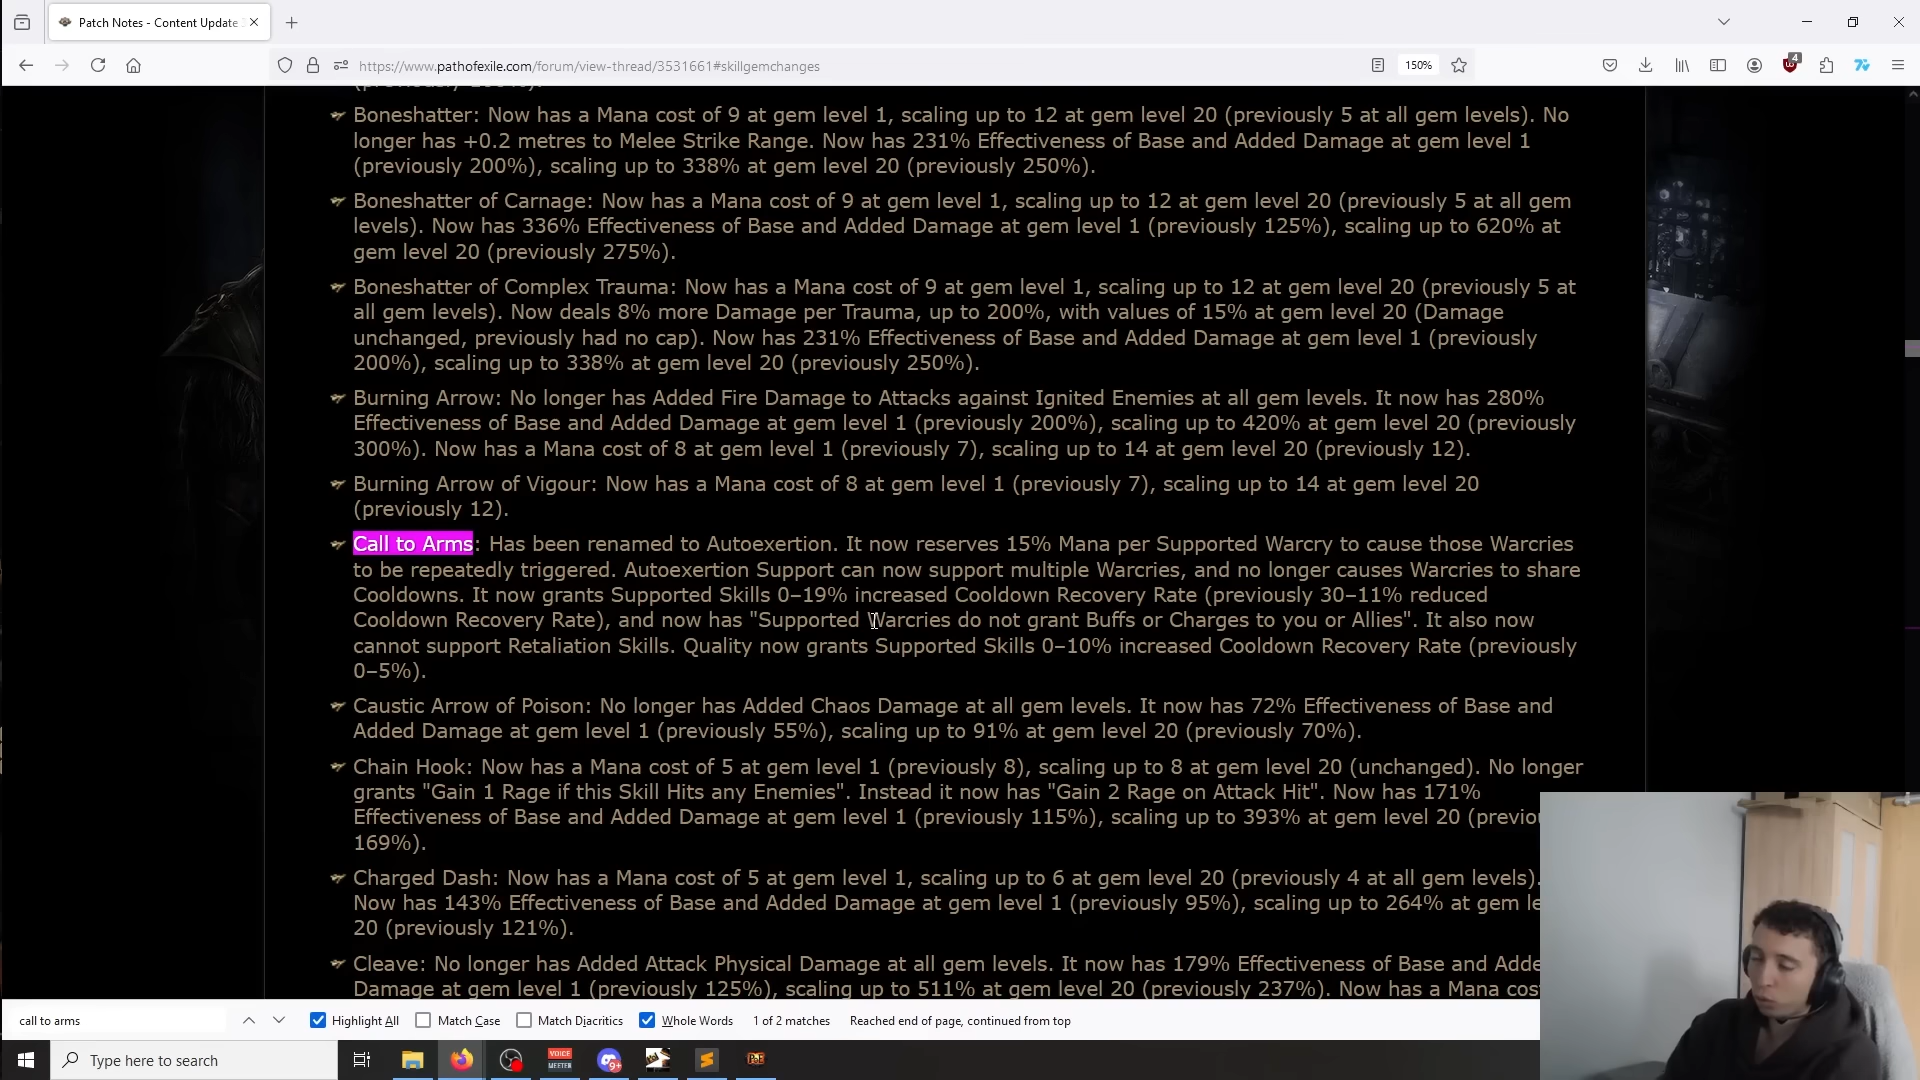 Patch Notes - Content Update
https://www.pathofexile.com/forum/view-thread/3531661#skillgemchanges
150%
4
Boneshatter: Now has a Mana cost of 9 at gem level 1, scaling up to 12 at gem level 20 (previously 5 at all gem levels). No
longer has +0.2 metres to Melee Strike Range. Now has 231% Effectiveness of Base and Added Damage at gem level 1
(previously 200%), scaling up to 338% at gem level 20 (previously 250%).
Boneshatter of Carnage: Now has a Mana cost of 9 at gem level 1, scaling up to 12 at gem level 20 (previously 5 at all gem
levels). Now has 336% Effectiveness of Base and Added Damage at gem level 1 (previously 125%), scaling up to 620% at
gem level 20 (previously 275%).
Boneshatter of Complex Trauma: Now has a Mana cost of 9 at gem level 1, scaling up to 12 at gem level 20 (previously 5 at
all gem levels). Now deals 8% more Damage per Trauma, up to 200%, with values of 15% at gem level 20 (Damage
unchanged, previously had no cap). Now has 231% Effectiveness of Base and Added Damage at gem level 1 (previously
200%), scaling up to 338% at gem level 20 (previously 250%).
Burning Arrow: No longer has Added Fire Damage to Attacks against Ignited Enemies at all gem levels. It now has 280%
Effectiveness of Base and Added Damage at gem level 1 (previously 200%), scaling up to 420% at gem level 20 (previously
300%). Now has a Mana cost of 8 at gem level 1 (previously 7), scaling up to 14 at gem level 20 (previously 12).
Burning Arrow of Vigour: Now has a Mana cost of 8 at gem level 1 (previously 7), scaling up to 14 at gem level 20
(previously 12).
Call to Arms: Has been renamed to Autoexertion. It now reserves 15% Mana per Supported Warcry to cause those Warcries
to be repeatedly triggered. Autoexertion Support can now support multiple Warcries, and no longer causes Warcries to share
Cooldowns. It now grants Supported Skills 0–19% increased Cooldown Recovery Rate (previously 30–11% reduced
Cooldown Recovery Rate), and now has "Supported Warcries do not grant Buffs or Charges to you or Allies". It also now
cannot support Retaliation Skills. Quality now grants Supported Skills 0–10% increased Cooldown Recovery Rate (previously
0–5%).
Caustic Arrow of Poison: No longer has Added Chaos Damage at all gem levels. It now has 72% Effectiveness of Base and
Added Damage at gem level 1 (previously 55%), scaling up to 91% at gem level 20 (previously 70%).
Chain Hook: Now has a Mana cost of 5 at gem level 1 (previously 8), scaling up to 8 at gem level 20 (unchanged). No longer
grants "Gain 1 Rage if this Skill Hits any Enemies". Instead it now has "Gain 2 Rage on Attack Hit". Now has 171%
Effectiveness of Base and Added Damage at gem level 1 (previously 115%), scaling up to 393% at gem level 20 (previou
169%).
Charged Dash: Now has a Mana cost of 5 at gem level 1, scaling up to 6 at gem level 20 (previously 4 at all gem levels).
Now has 143% Effectiveness of Base and Added Damage at gem level 1 (previously 95%), scaling up to 264% at gem le
20 (previously 121%).
Cleave: No longer has Added Attack Physical Damage at all gem levels. It now has 179% Effectiveness of Base and Adde
Damage at gem level 1 (previously 125%), scaling up to 511% at gem level 20 (previously 237%). Now has a Mana cos
call to arms
Highlight All
Match Case
Match Diacritics
Whole Words
1 of 2 matches
Reached end of page, continued from top
Type here to search
VOICE
MEETER
9+